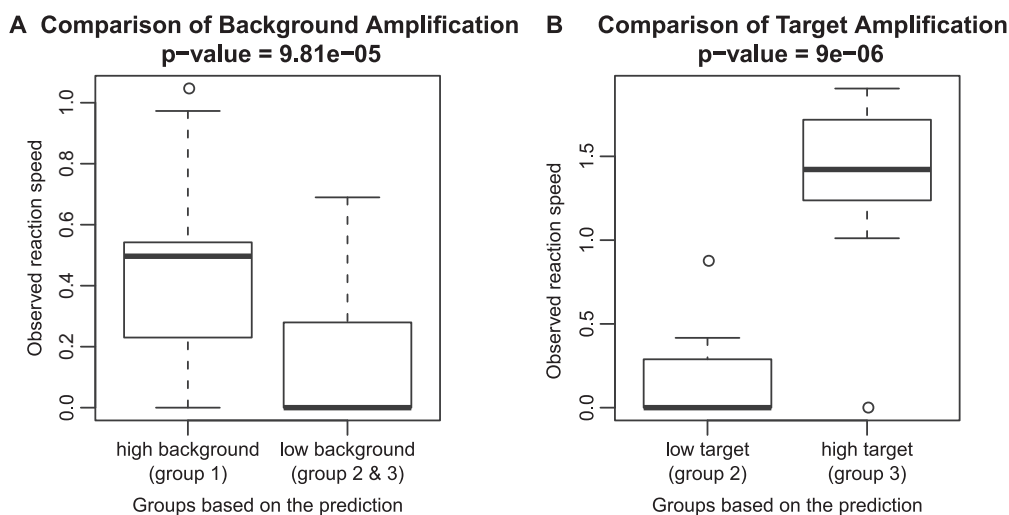 A Comparison of Background Amplification
p−value = 9.81e−05
Observed reaction speed
1.0
0.8
0.6
0.4
0.2
0.0
high background
(group 1)
low background
(group 2 & 3)
Groups based on the prediction
B Comparison of Target Amplification
p−value = 9e−06
Observed reaction speed
1.5
1.0
0.5
0.0
low target
(group 2)
high target
(group 3)
Groups based on the prediction